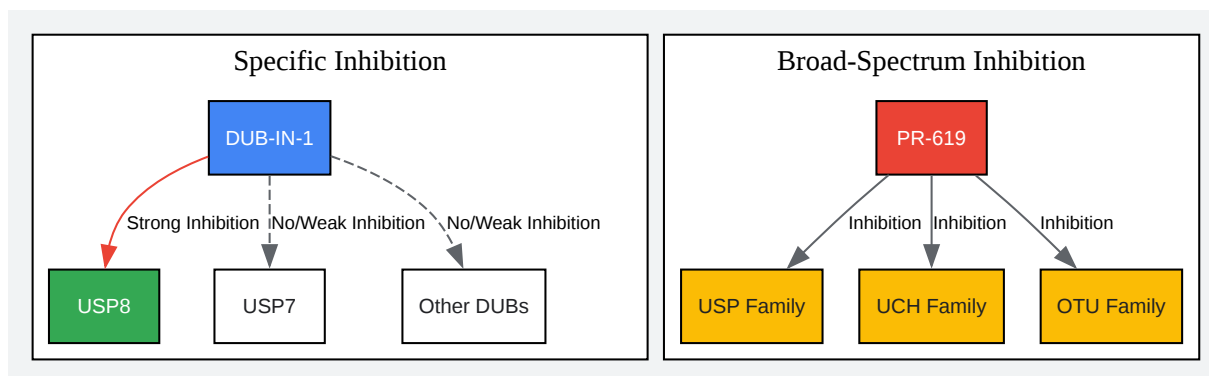 Specific Inhibition
DUB-IN-1
Strong Inhibition
No/Weak Inhibition
No/Weak Inhibition
USP8
USP7
Other DUBs
Broad-Spectrum Inhibition
PR-619
Inhibition
Inhibition
Inhibition
USP Family
UCH Family
OTU Family